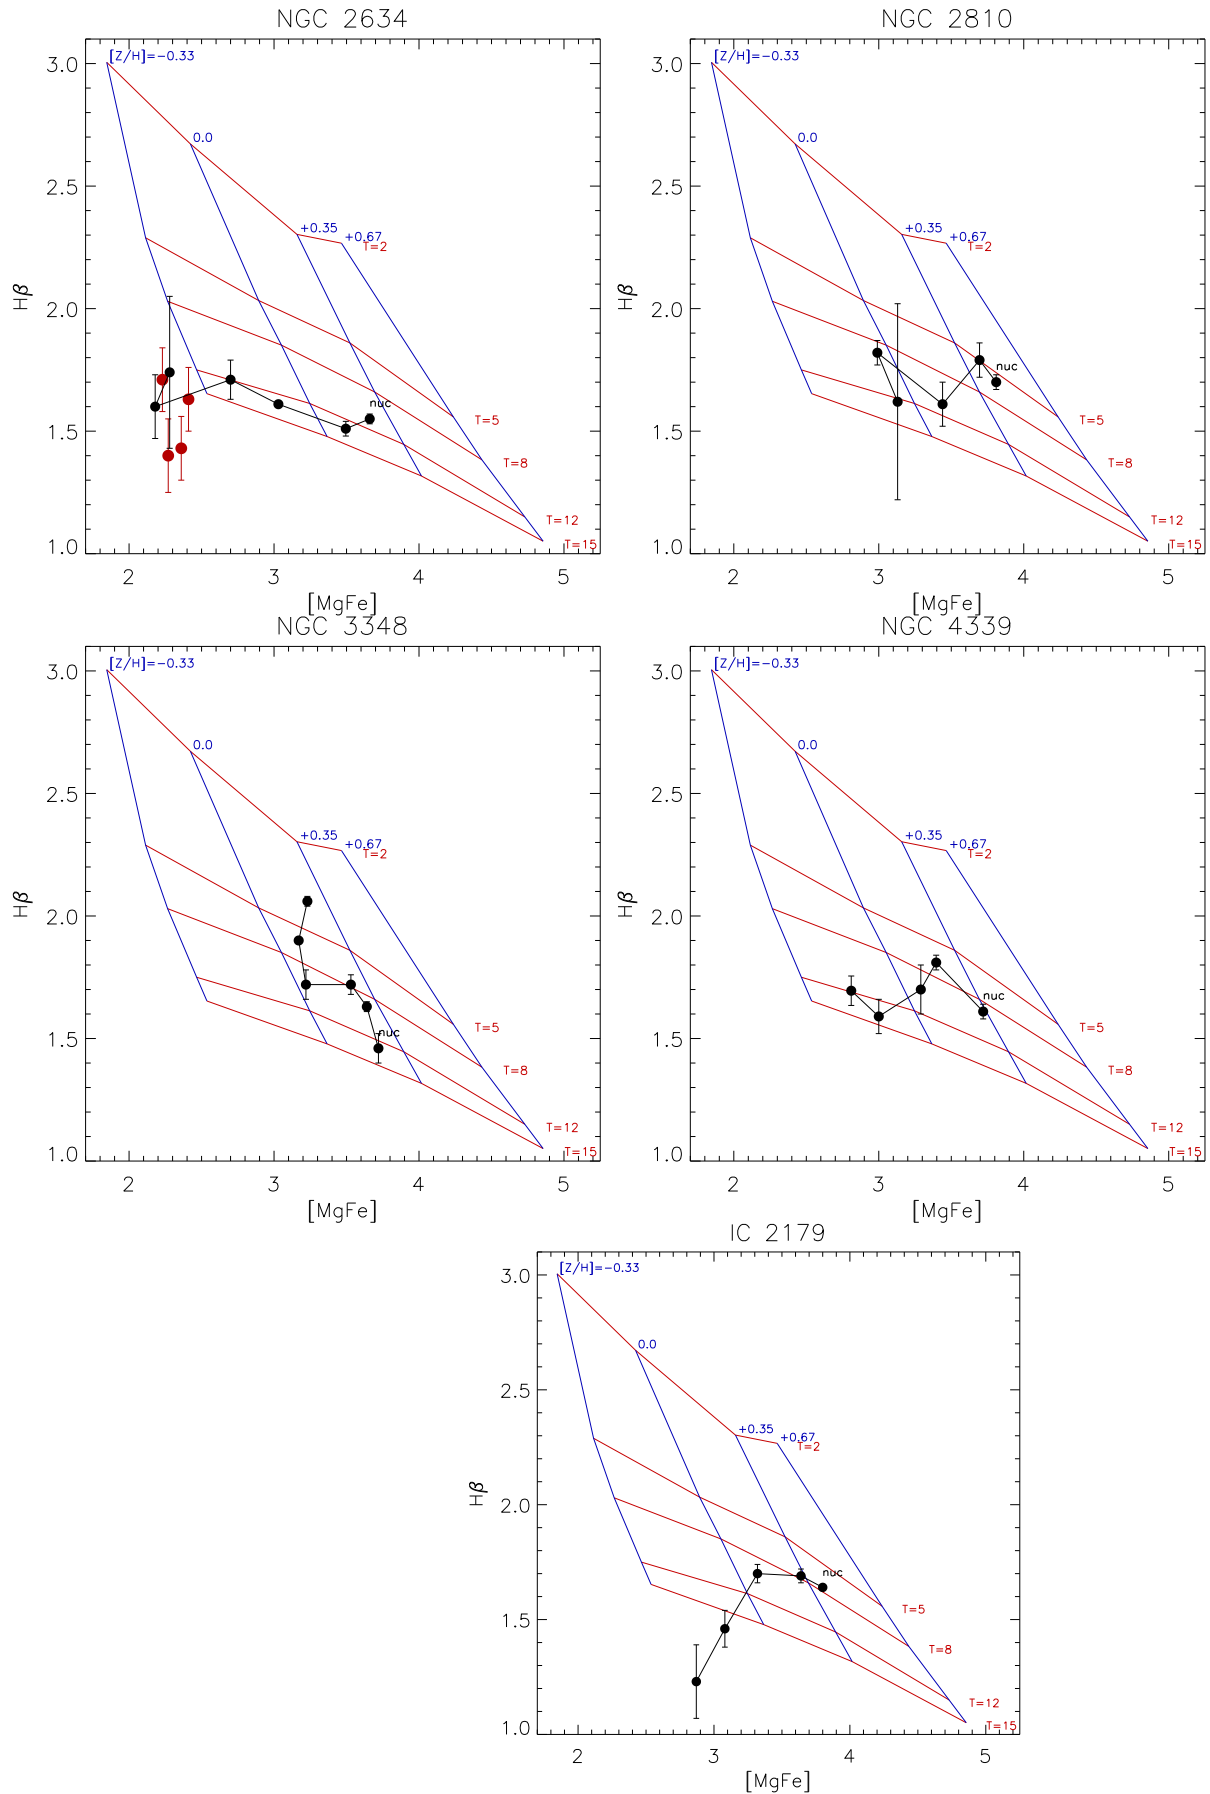 NGC 2634
[Z/H]=−0.33
0.0
+0.35
+0.67
T=2
nuc
T=5
T=8
T=12
T=15
3.0
2.5
2.0
1.5
1.0
Hβ
2 3 4 5
[MgFe]
NGC 2810
[Z/H]=−0.33
0.0
+0.35
+0.67
T=2
nuc
T=5
T=8
T=12
T=15
3.0
2.5
2.0
1.5
1.0
Hβ
2 3 4 5
[MgFe]
NGC 3348
[Z/H]=−0.33
0.0
+0.35
+0.67
T=2
nuc
T=5
T=8
T=12
T=15
3.0
2.5
2.0
1.5
1.0
Hβ
2 3 4 5
[MgFe]
NGC 4339
[Z/H]=−0.33
0.0
+0.35
+0.67
T=2
nuc
T=5
T=8
T=12
T=15
3.0
2.5
2.0
1.5
1.0
Hβ
2 3 4 5
[MgFe]
IC 2179
[Z/H]=−0.33
0.0
+0.35
+0.67
T=2
nuc
T=5
T=8
T=12
T=15
3.0
2.5
2.0
1.5
1.0
Hβ
2 3 4 5
[MgFe]